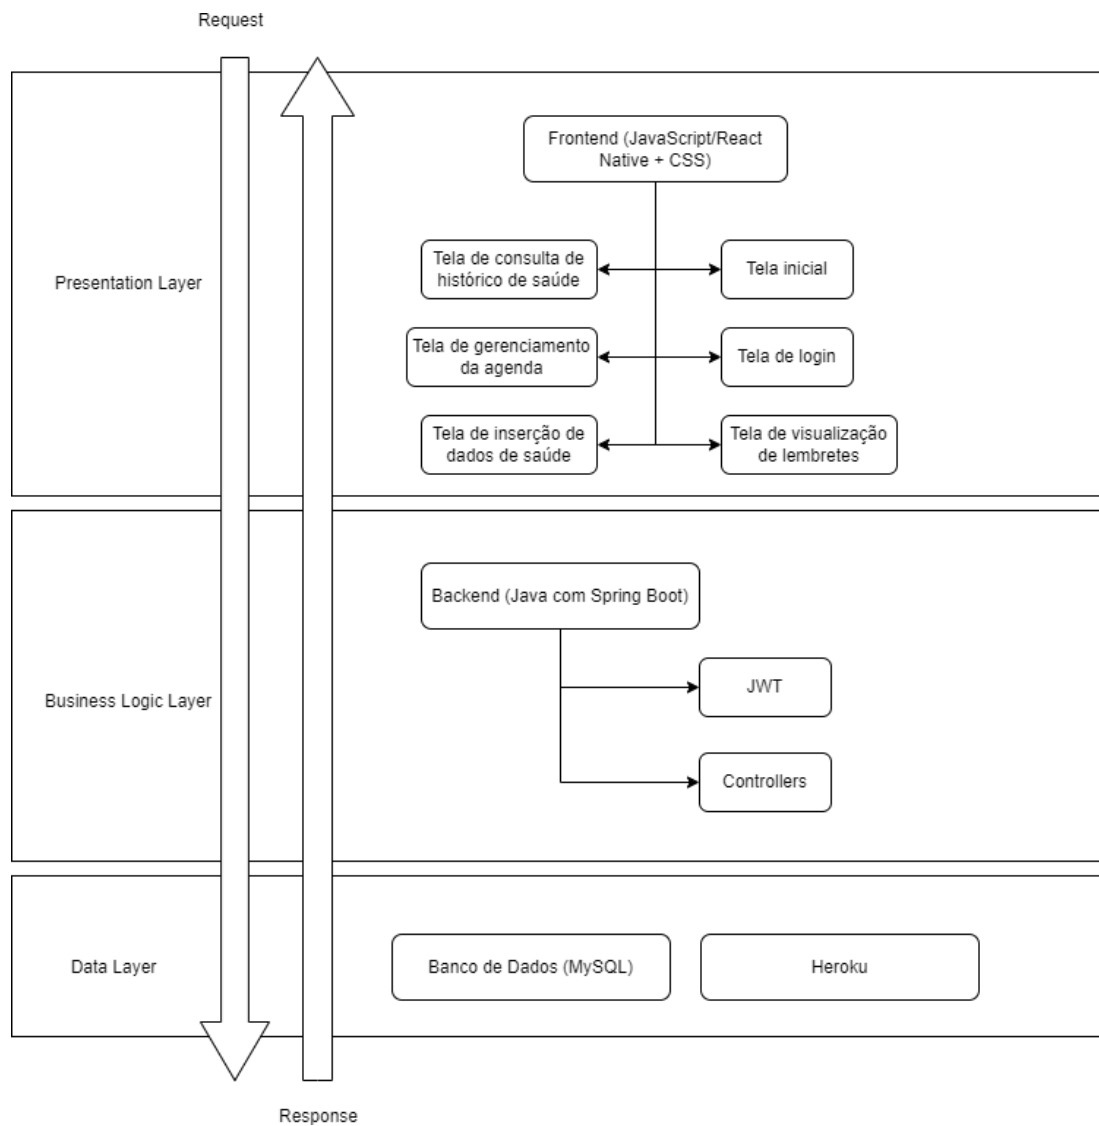 Request
Frontend (JavaScript/React
Native + CSS)
Presentation Layer
Tela de consulta de
histórico de saúde
Tela inicial
Tela de gerenciamento
da agenda
Tela de login
Tela de inserção de
dados de saúde
Tela de visualização
de lembretes
Business Logic Layer
Backend (Java com Spring Boot)
JWT
Controllers
Data Layer
Banco de Dados (MySQL)
Heroku
Response